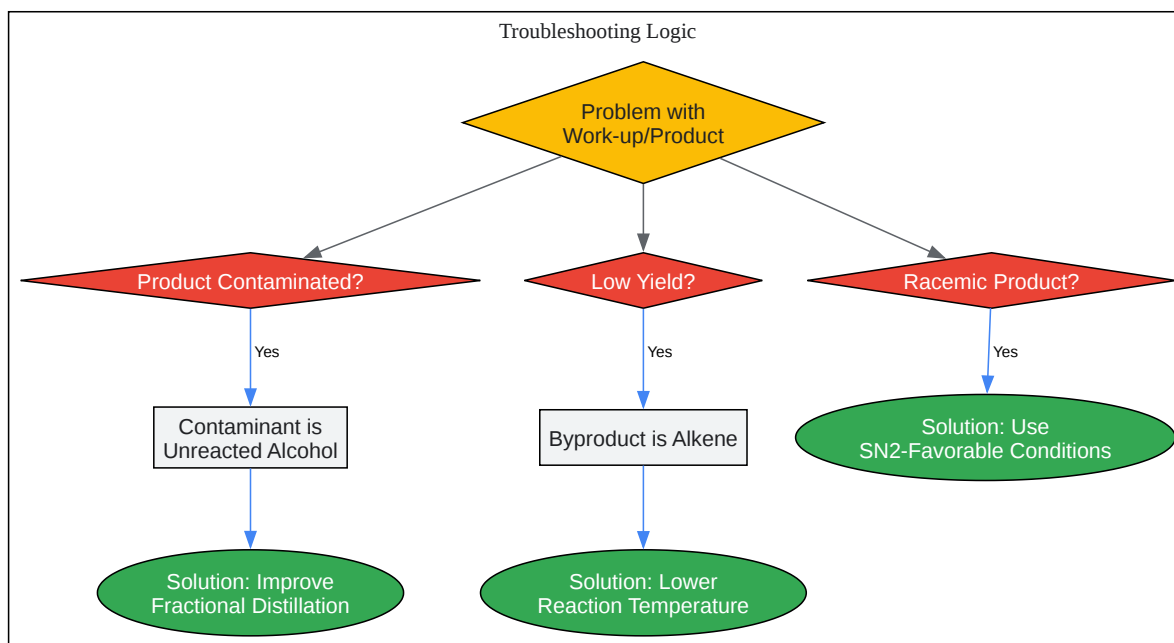 Troubleshooting Logic
Problem with
Work-up/Product
Product Contaminated?
Low Yield?
Racemic Product?
Yes
Yes
Yes
Contaminant is
Unreacted Alcohol
Byproduct is Alkene
Solution: Use
SN2-Favorable Conditions
Solution: Improve
Fractional Distillation
Solution: Lower
Reaction Temperature